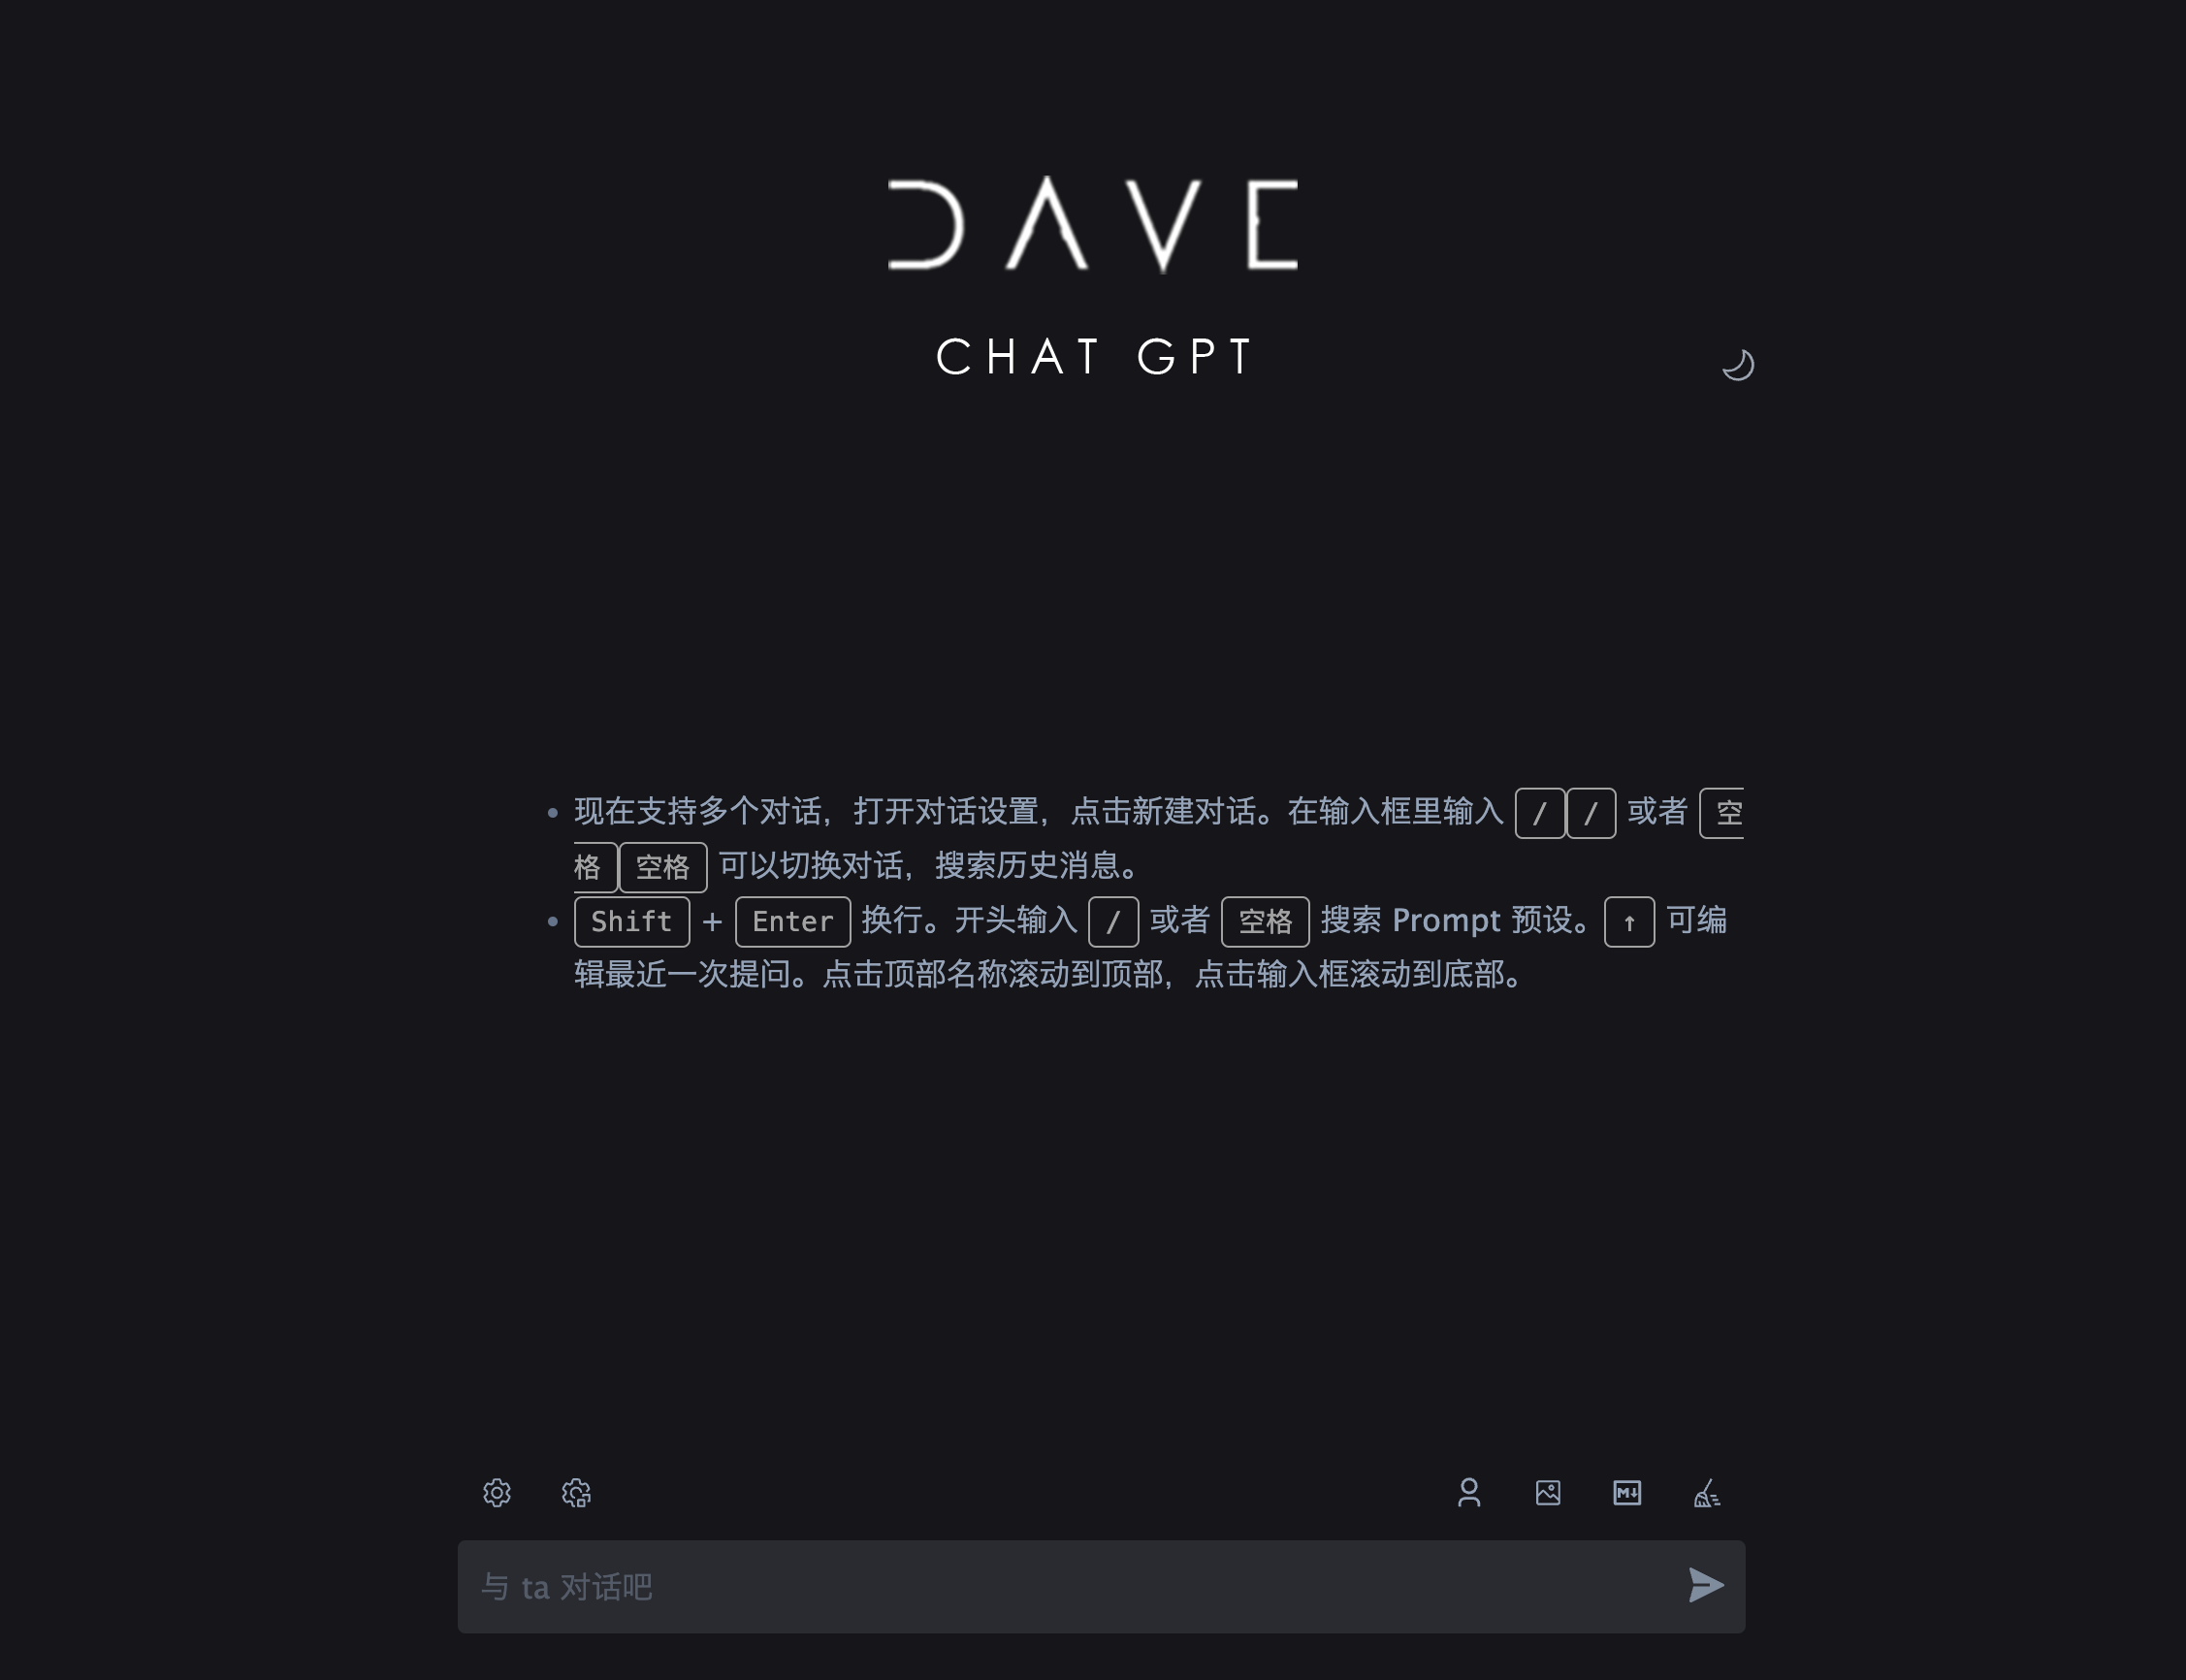 DAVE
CHAT GPT
现在支持多个对话，打开对话设置，点击新建对话。在输入框里输入 / / 或者 空
格 空格 可以切换对话，搜索历史消息。
Shift + Enter 换行。开头输入 / 或者 空格 搜索 Prompt 预设。 ↑ 可编
辑最近一次提问。点击顶部名称滚动到顶部，点击输入框滚动到底部。
M↓
与 ta 对话吧